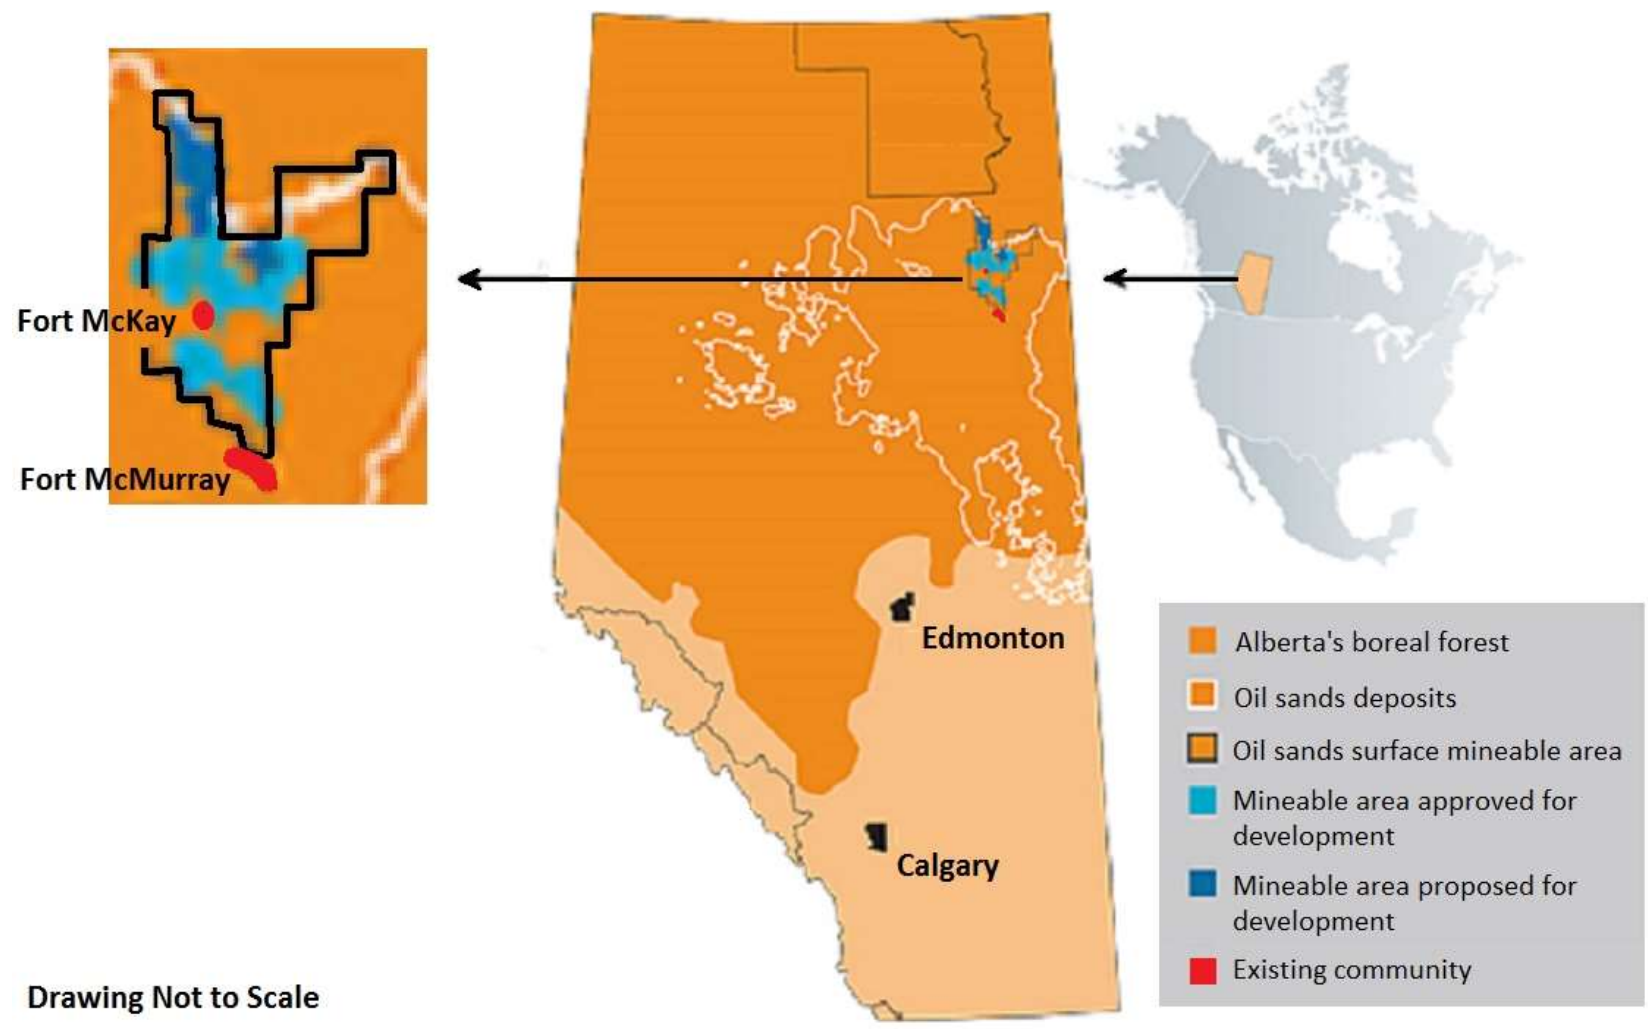 Fort McKay
Fort McMurray
Edmonton
Calgary
Alberta's boreal forest
Oil sands deposits
Oil sands surface mineable area
Mineable area approved for
development
Mineable area proposed for
development
Existing community
Drawing Not to Scale